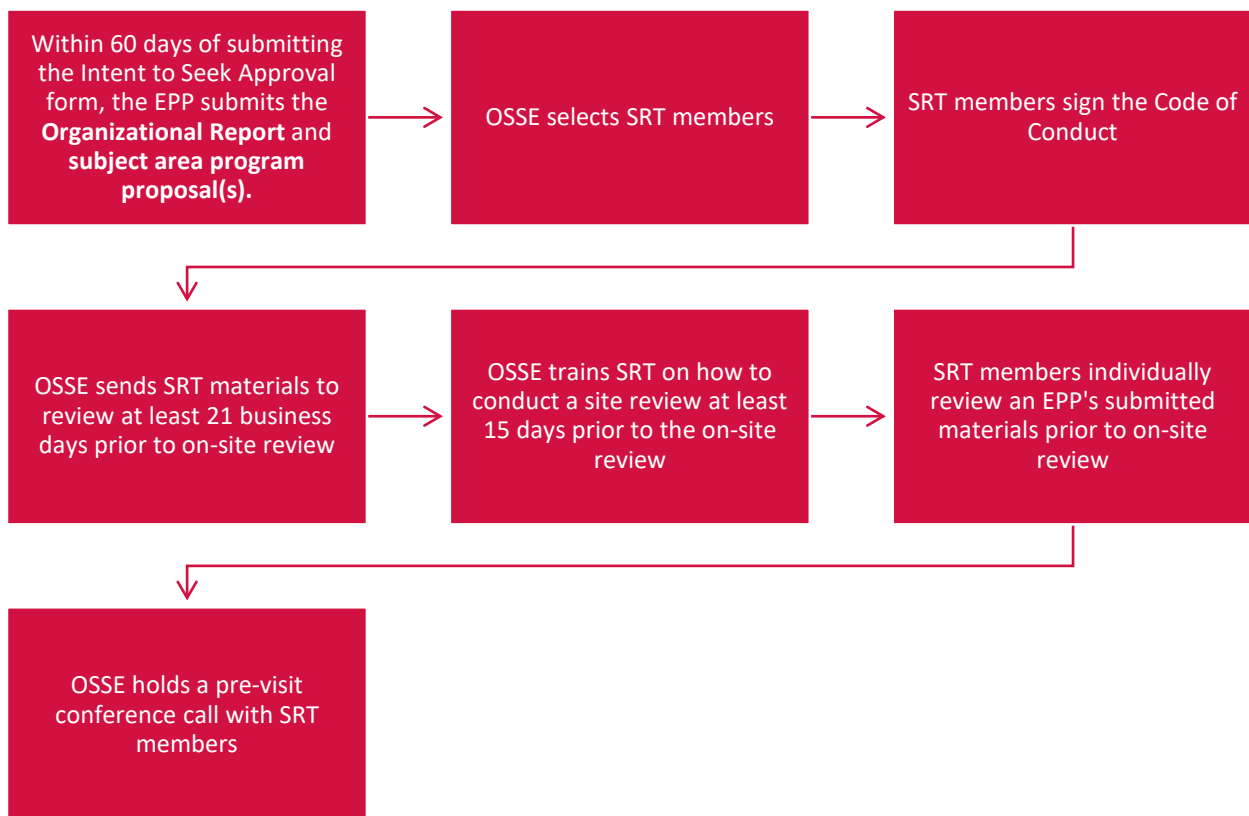 Within 60 days of submitting
the Intent to Seek Approval
form, the EPP submits the
Organizational Report and
subject area program
proposal(s).
OSSE selects SRT members
SRT members sign the Code of
Conduct
OSSE sends SRT materials to
review at least 21 business
days prior to on-site review
OSSE trains SRT on how to
conduct a site review at least
15 days prior to the on-site
review
SRT members individually
review an EPP's submitted
materials prior to on-site
review
OSSE holds a pre-visit
conference call with SRT
members